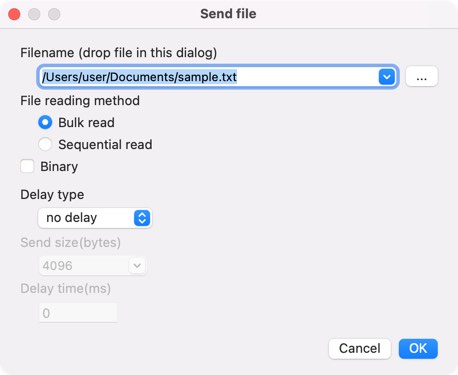 Send file
Filename (drop file in this dialog)
/Users/user/Documents/sample.txt
...
File reading method
Bulk read
Sequential read
Binary
Delay type
no delay
Send size(bytes)
4096
Delay time(ms)
0
Cancel
OK